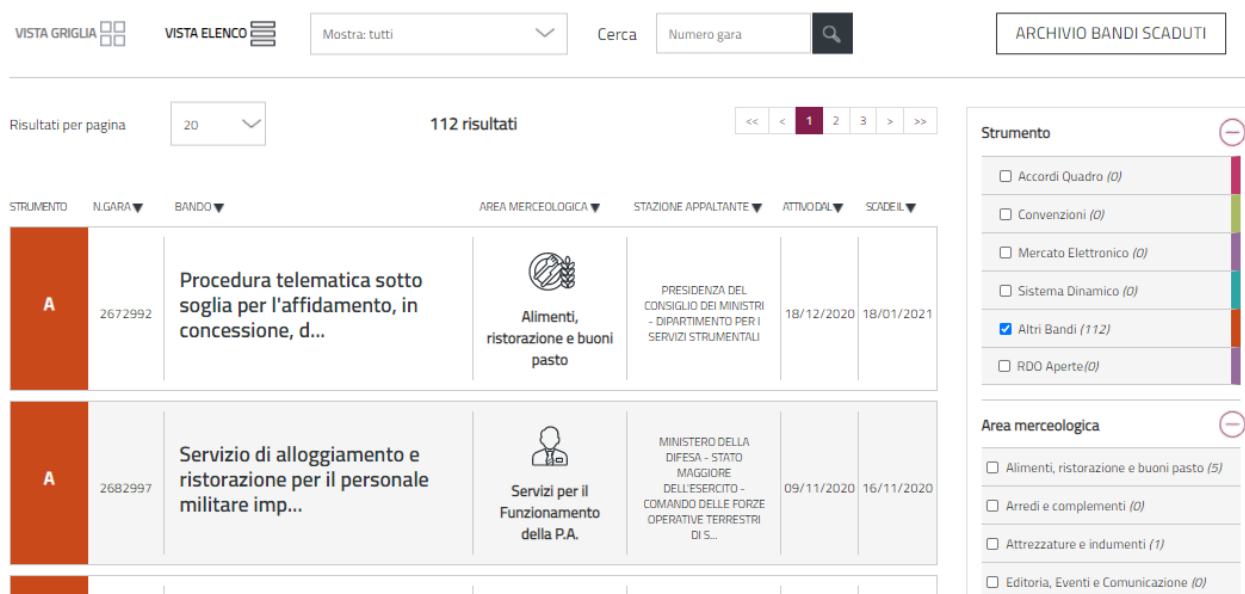 VISTA GRIGLIA
VISTA ELENCO
Mostra: tutti
Cerca
Numero gara
ARCHIVIO BANDI SCADUTI
Risultati per pagina
20
112 risultati
<< < 1 2 3 > >>
STRUMENTO N.GARA▼ BANDO▼ AREA MERCEOLOGICA▼ STAZIONE APPALTANTE▼ ATTIVO DAL▼ SCADE IL▼
A
2672992
Procedura telematica sotto
soglia per l'affidamento, in
concessione, d...
Alimenti,
ristorazione e buoni
pasto
PRESIDENZA DEL
CONSIGLIO DEI MINISTRI
- DIPARTIMENTO PER I
SERVIZI STRUMENTALI
18/12/2020
18/01/2021
A
2682997
Servizio di alloggiamento e
ristorazione per il personale
militare imp...
Servizi per il
Funzionamento
della P.A.
MINISTERO DELLA
DIFESA - STATO
MAGGIORE
DELL'ESERCITO -
COMANDO DELLE FORZE
OPERATIVE TERRESTRI
DI S...
09/11/2020
16/11/2020
Strumento
Accordi Quadro (0)
Convenzioni (0)
Mercato Elettronico (0)
Sistema Dinamico (0)
Altri Bandi (112)
RDO Aperte(0)
Area merceologica
Alimenti, ristorazione e buoni pasto (5)
Arredi e complementi (0)
Attrezzature e indumenti (1)
Editoria, Eventi e Comunicazione (0)